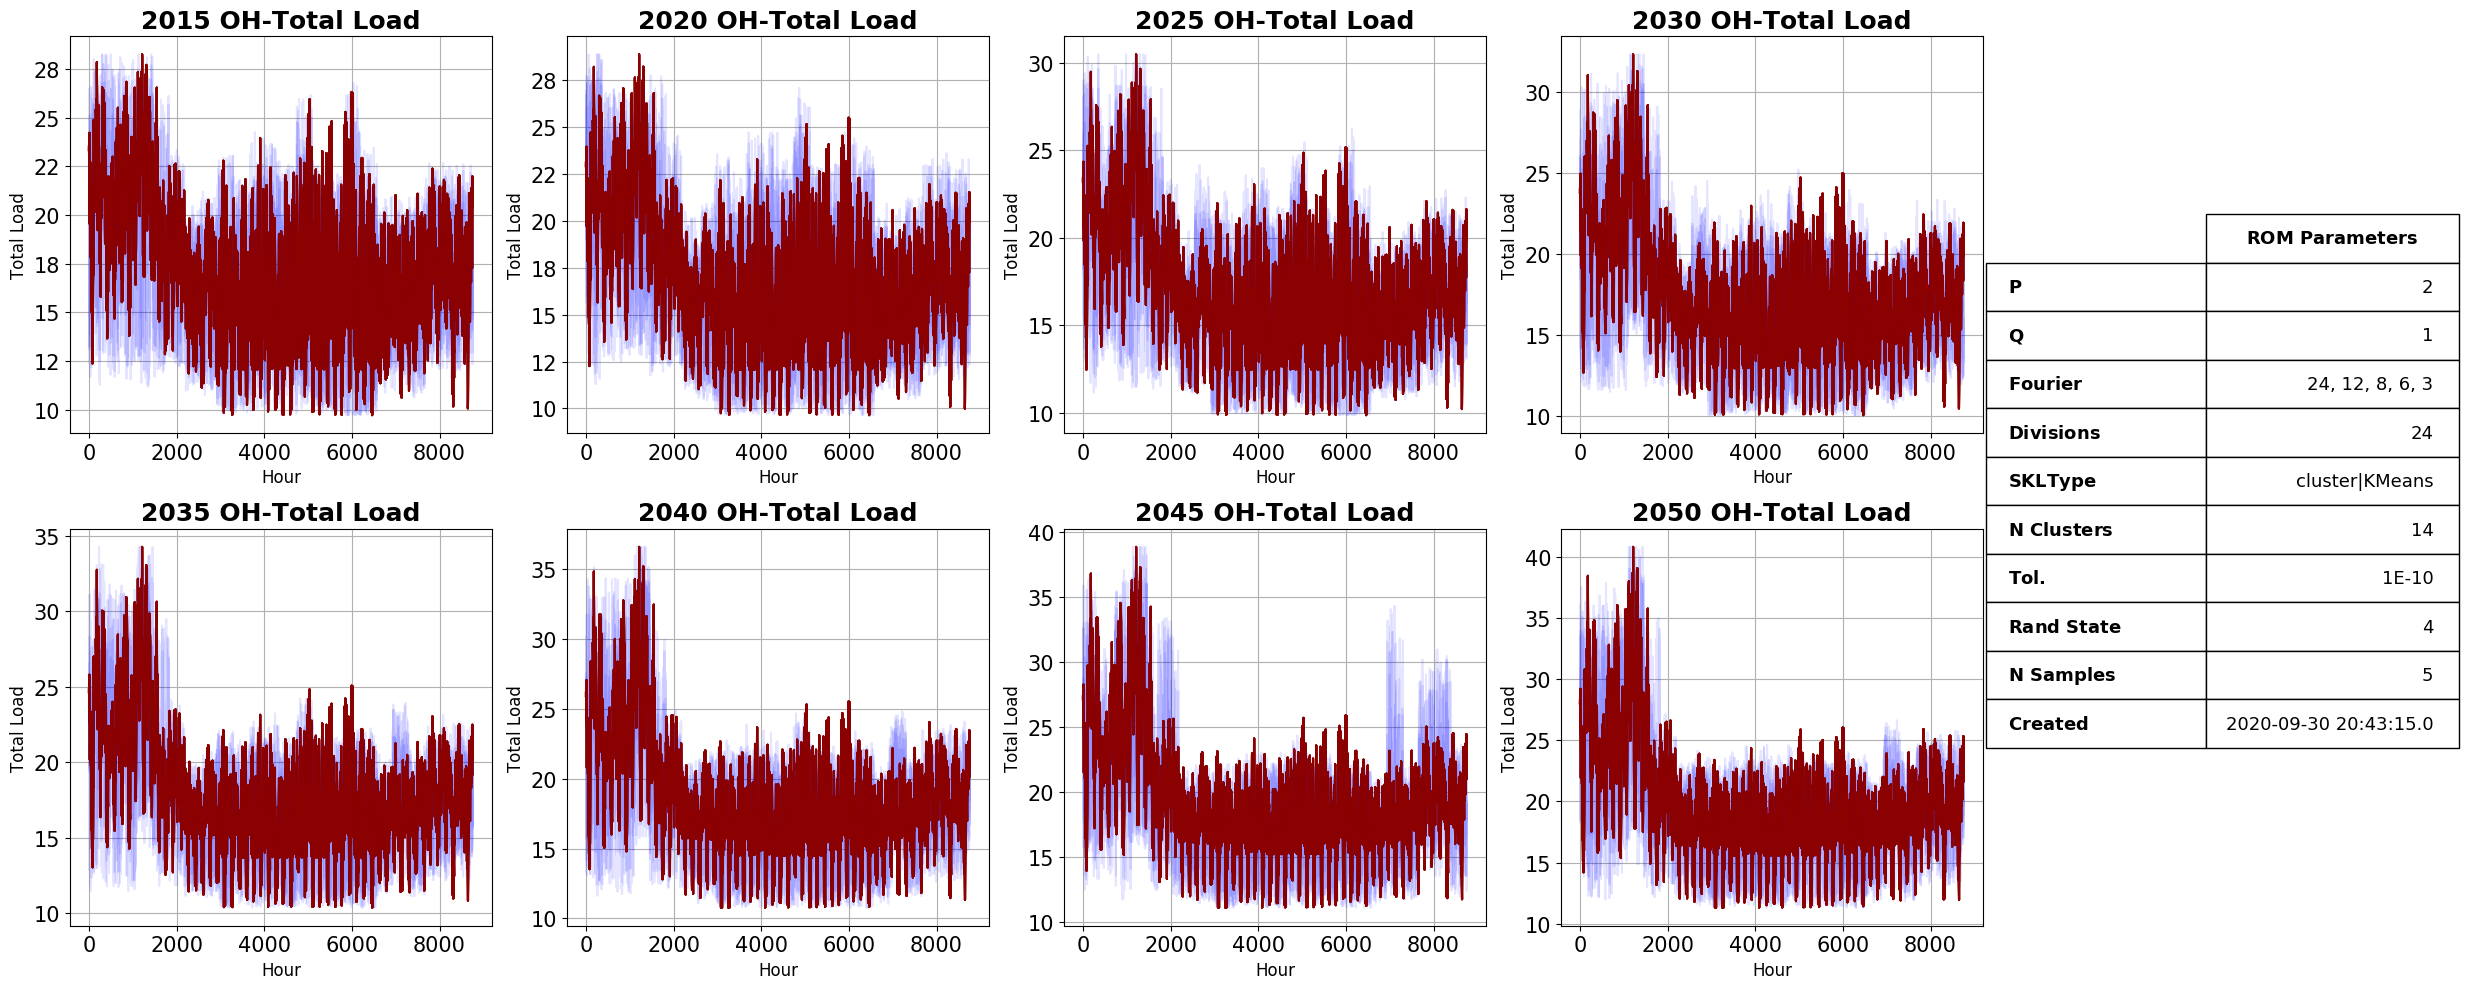 2015 OH-Total Load
Total Load
28
25
22
20
18
15
12
10
0 2000 4000 6000 8000
Hour
2020 OH-Total Load
Total Load
28
25
22
20
18
15
12
10
0 2000 4000 6000 8000
Hour
2025 OH-Total Load
Total Load
30
25
20
15
10
0 2000 4000 6000 8000
Hour
2030 OH-Total Load
Total Load
30
25
20
15
10
0 2000 4000 6000 8000
Hour
2035 OH-Total Load
Total Load
35
30
25
20
15
10
0 2000 4000 6000 8000
Hour
2040 OH-Total Load
Total Load
35
30
25
20
15
10
0 2000 4000 6000 8000
Hour
2045 OH-Total Load
Total Load
40
35
30
25
20
15
10
0 2000 4000 6000 8000
Hour
2050 OH-Total Load
Total Load
40
35
30
25
20
15
10
0 2000 4000 6000 8000
Hour
ROM Parameters
P 2
Q 1
Fourier 24, 12, 8, 6, 3
Divisions 24
SKLType cluster|KMeans
N Clusters 14
Tol. 1E-10
Rand State 4
N Samples 5
Created 2020-09-30 20:43:15.0